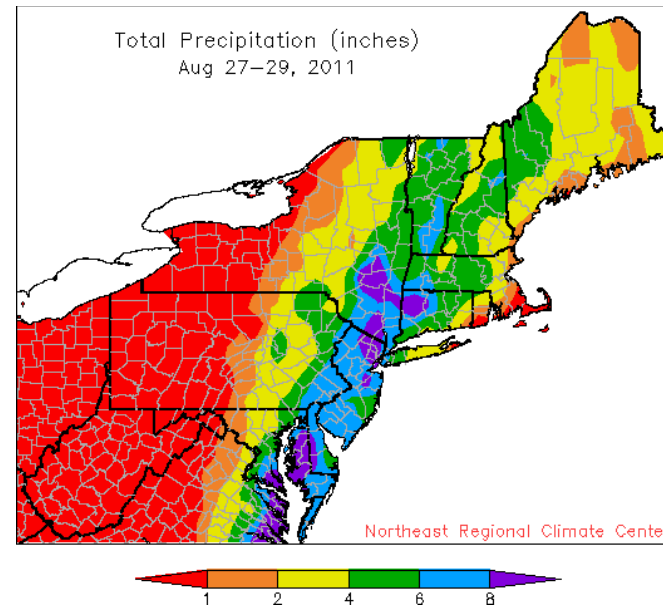 Total Precipitation (inches)
Aug 27–29, 2011
Northeast Regional Climate Cente
1 2 4 6 8